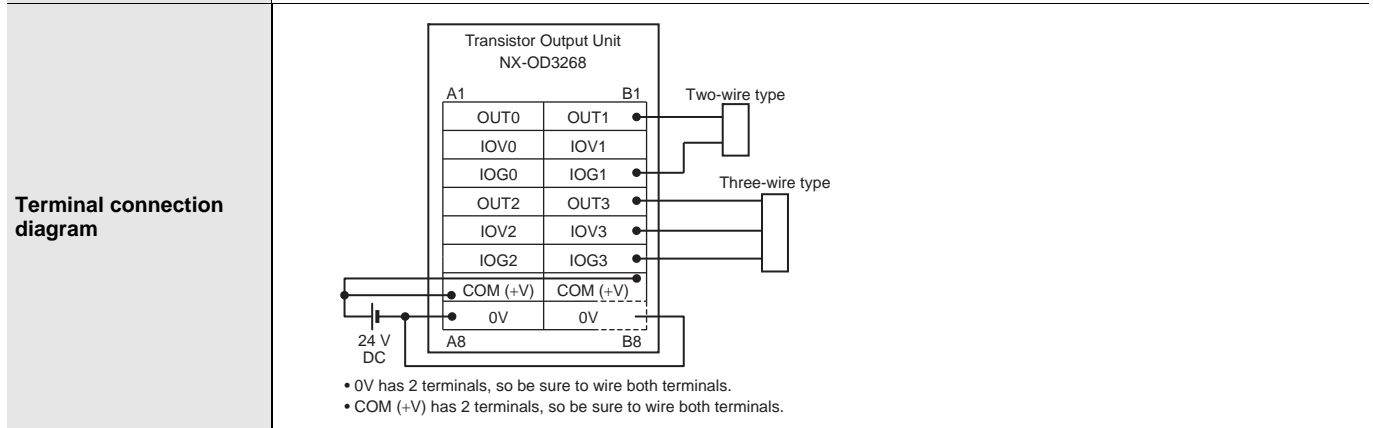 Terminal connection
diagram
Transistor Output Unit
NX-OD3268
A1 B1
Two-wire type
OUT0 OUT1
IOV0 IOV1
IOG0 IOG1
Three-wire type
OUT2 OUT3
IOV2 IOV3
IOG2 IOG3
COM (+V) COM (+V)
0V 0V
24 V
DC
A8 B8
• 0V has 2 terminals, so be sure to wire both terminals.
• COM (+V) has 2 terminals, so be sure to wire both terminals.